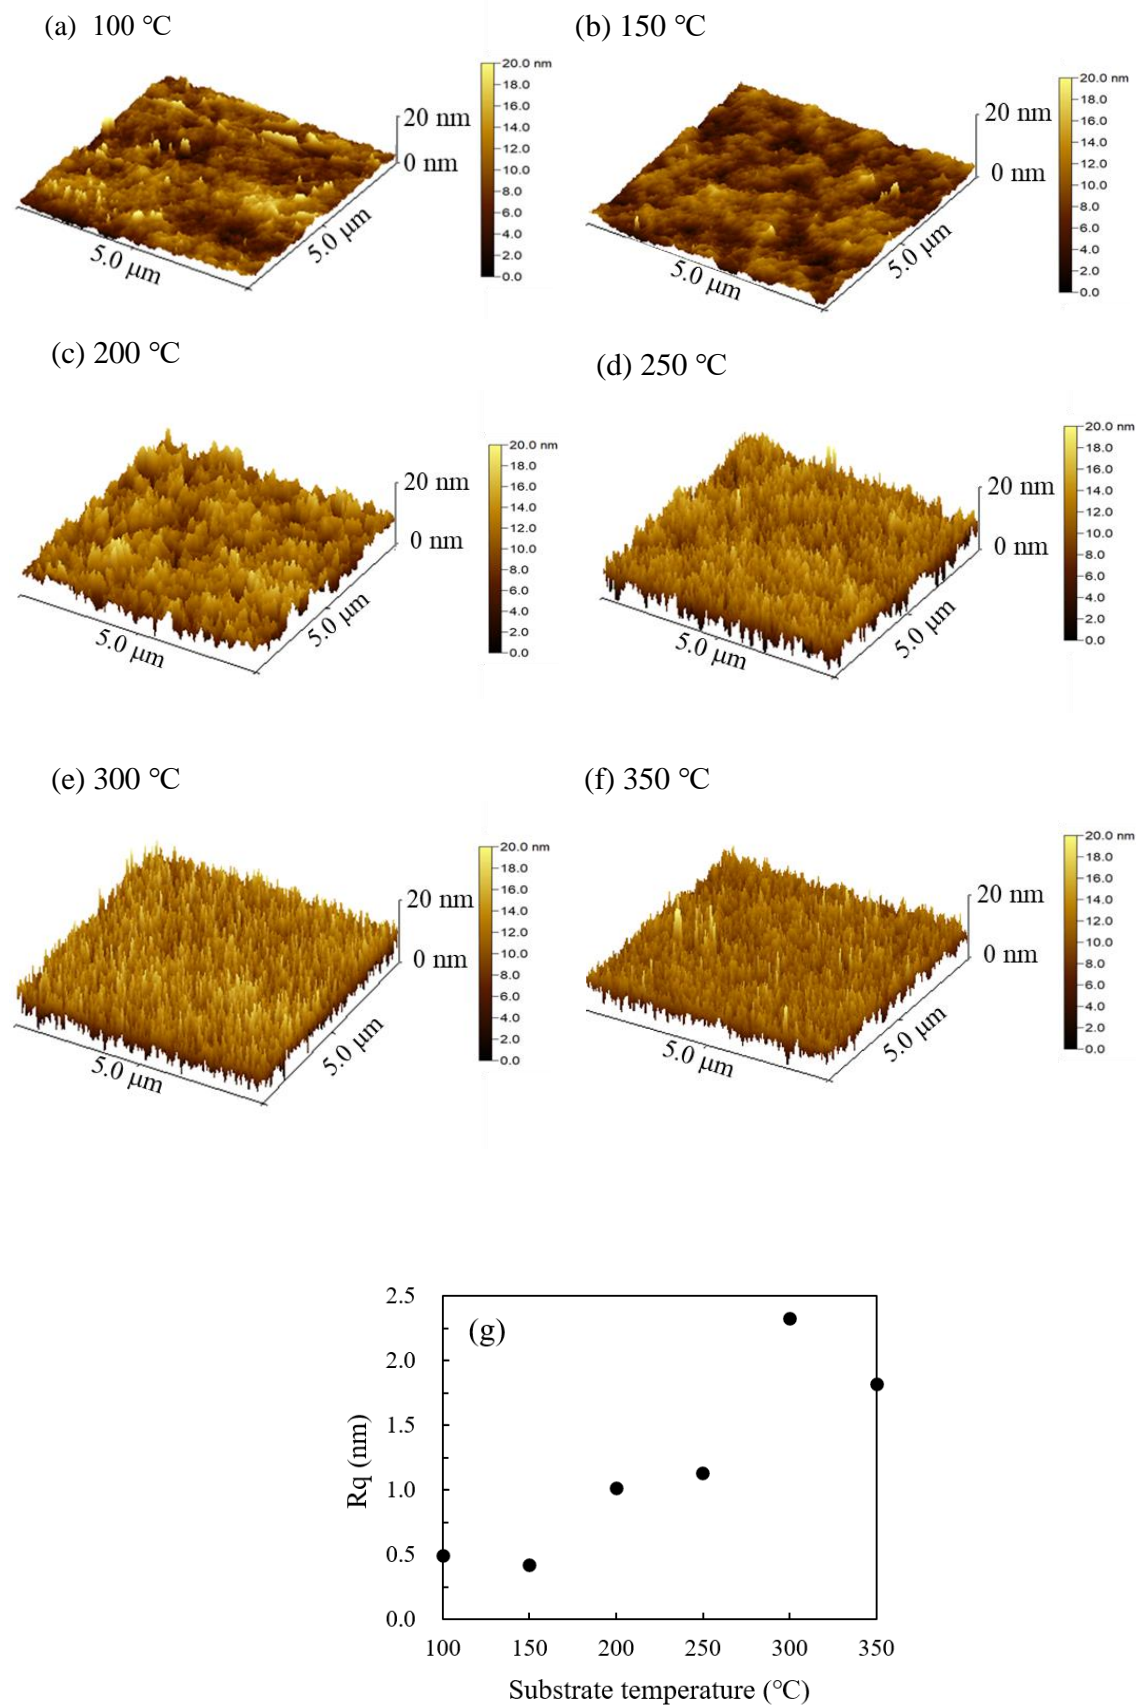 (a) 100 ℃
20.0 nm
18.0
16.0
14.0
12.0
10.0
8.0
6.0
4.0
2.0
0.0
20 nm
0 nm
5.0 μm
5.0 μm
(b) 150 ℃
20.0 nm
18.0
16.0
14.0
12.0
10.0
8.0
6.0
4.0
2.0
0.0
20 nm
0 nm
5.0 μm
5.0 μm
(c) 200 ℃
20.0 nm
18.0
16.0
14.0
12.0
10.0
8.0
6.0
4.0
2.0
0.0
20 nm
0 nm
5.0 μm
5.0 μm
(d) 250 ℃
20.0 nm
18.0
16.0
14.0
12.0
10.0
8.0
6.0
4.0
2.0
0.0
20 nm
0 nm
5.0 μm
5.0 μm
(e) 300 ℃
20.0 nm
18.0
16.0
14.0
12.0
10.0
8.0
6.0
4.0
2.0
0.0
20 nm
0 nm
5.0 μm
5.0 μm
(f) 350 ℃
20.0 nm
18.0
16.0
14.0
12.0
10.0
8.0
6.0
4.0
2.0
0.0
20 nm
0 nm
5.0 μm
5.0 μm
(g)
Rq (nm)
2.5
2.0
1.5
1.0
0.5
0.0
100 150 200 250 300 350
Substrate temperature (℃)